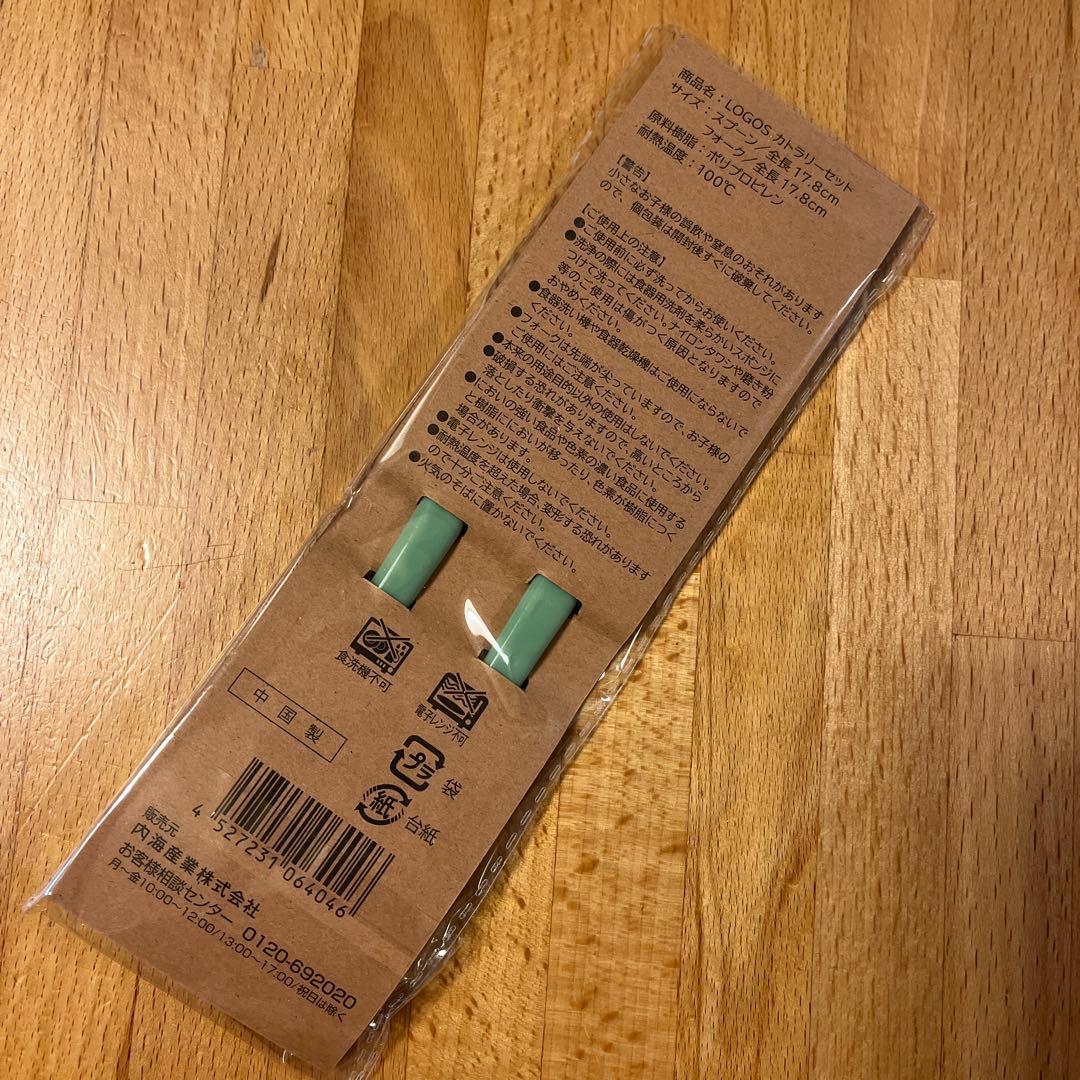 商品名：LOGOS カトラリーセット
サイズ：スプーン／全長17.8cm
フォーク／全長17.8cm
原料樹脂：ポリプロピレン
耐熱温度：100℃
【警告】
小さなお子様の誤飲や窒息のおそれがあります
ので、個包装は開封後すぐに破棄してください。
【ご使用上の注意】
●ご使用前に必ず洗ってからお使いください。
●洗浄の際には食器用洗剤を柔らかいスポンジに
つけて洗ってください。ナイロンタワシや磨き粉
等のご使用は傷がつく原因となりますので
おやめください。
●食器洗い機や食器乾燥機はご使用にならないで
ください。
●フォークは先端が尖っていますので、お子様の
ご使用にはご注意ください。
●本来の用途目的以外の使用はしないでください。
●破損する恐れがありますので、高いところから
落としたり衝撃を与えないでください。
●においの強い食品や色素の濃い食品に使用する
と樹脂ににおいが移ったり、色素が樹脂につく
場合があります。
●電子レンジは使用しないでください。
●耐熱温度を超えた場合、変形する恐れがあります
ので十分ご注意ください。
●火気のそばに置かないでください。
食洗機不可
電子レンジ不可
中国製
プラ 袋
紙 台紙
4 527231 064046
販売元
内海産業株式会社
お客様相談センター 0120-692020
月～金10:00～12:00/13:00～17:00/祝日は除く